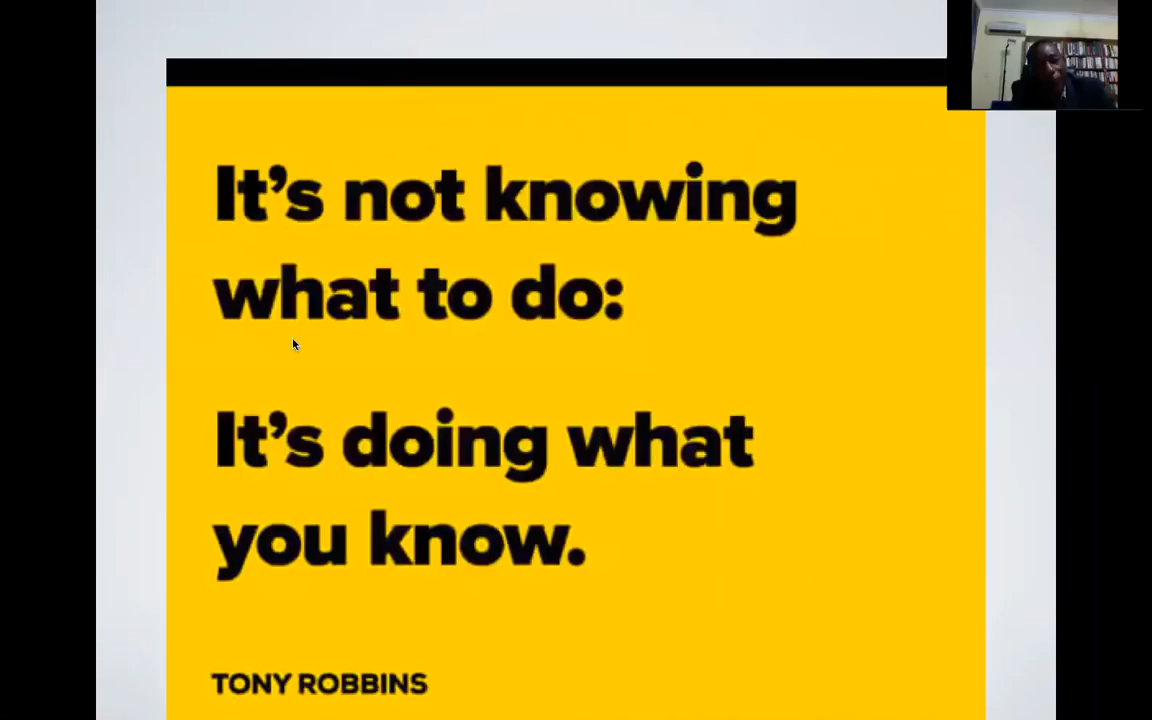 It’s not knowing
what to do:
It’s doing what
you know.
TONY ROBBINS